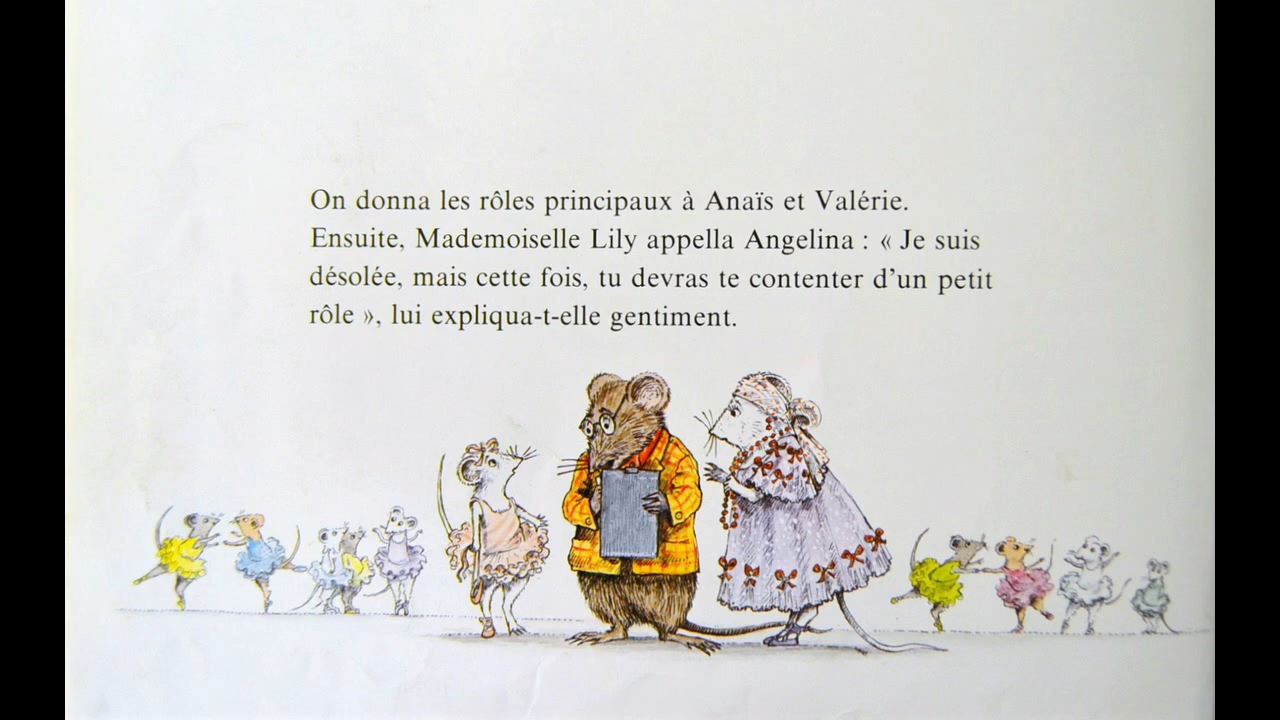 On donna les rôles principaux à Anaïs et Valérie.
Ensuite, Mademoiselle Lily appella Angelina : « Je suis
désolée, mais cette fois, tu devras te contenter d’un petit
rôle », lui expliqua-t-elle gentiment.